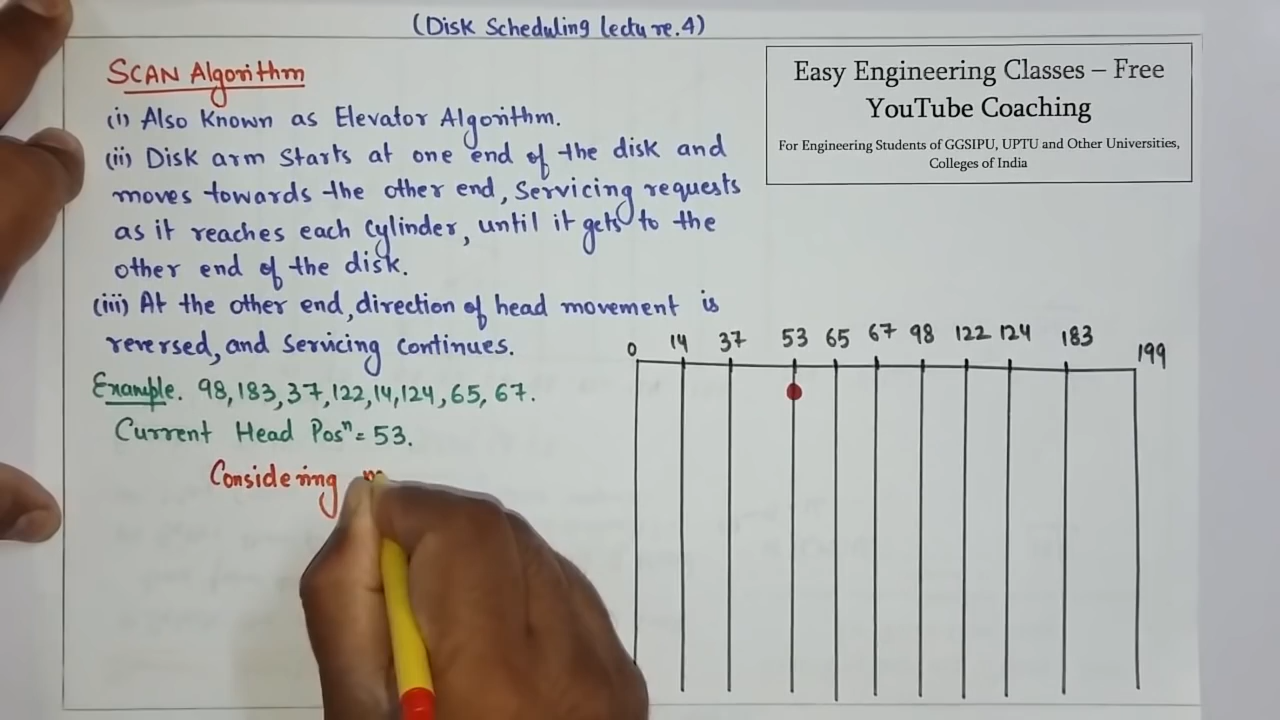 (Disk Scheduling lecture.4)
SCAN Algorithm
(i) Also Known as Elevator Algorithm.
(ii) Disk arm starts at one end of the disk and
moves towards the other end, Servicing requests
as it reaches each Cylinder, until it gets to the
other end of the disk.
(iii) At the other end, direction of head movement is
reversed, and servicing continues.
Example. 98, 183, 37, 122, 14, 124, 65, 67.
Current Head Posⁿ = 53.
Considering
Easy Engineering Classes – Free
YouTube Coaching
For Engineering Students of GGSIPU, UPTU and Other Universities,
Colleges of India
0 14 37 53 65 67 98 122 124 183 199